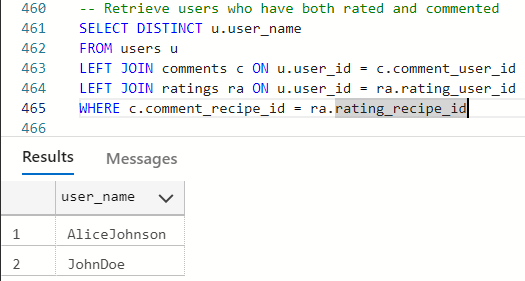 460 -- Retrieve users who have both rated and commented
461 SELECT DISTINCT u.user_name
462 FROM users u
463 LEFT JOIN comments c ON u.user_id = c.comment_user_id
464 LEFT JOIN ratings ra ON u.user_id = ra.rating_user_id
465 WHERE c.comment_recipe_id = ra.rating_recipe_id
466
Results Messages
user_name
1 AliceJohnson
2 JohnDoe